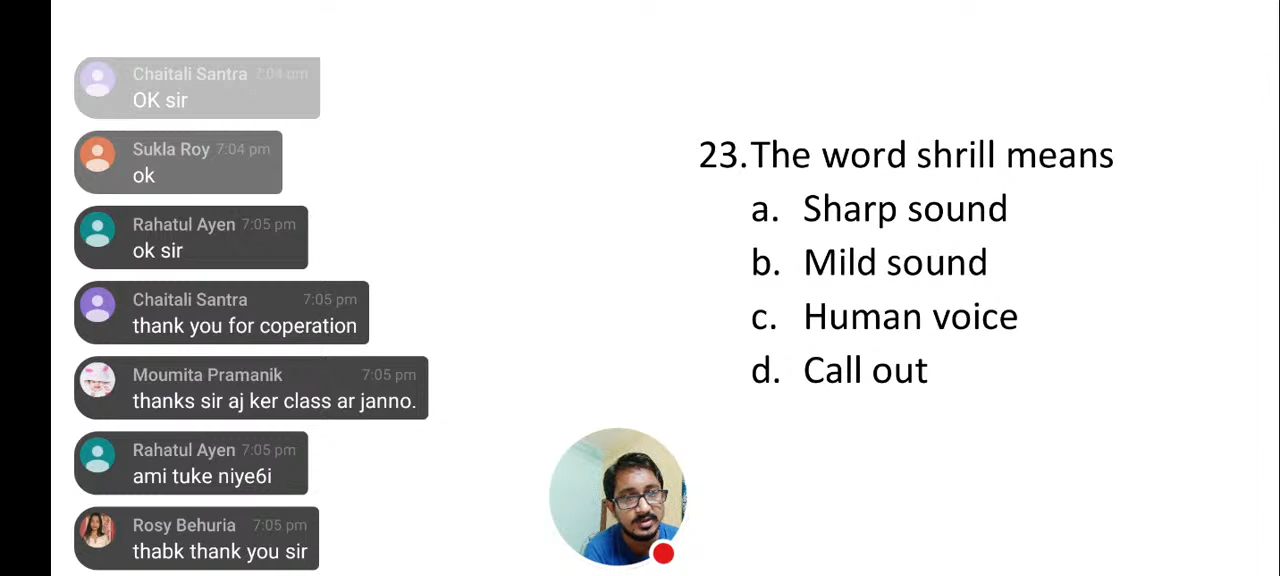 Chaitali Santra 7:04 pm
OK sir
Sukla Roy 7:04 pm
ok
Rahatul Ayen 7:05 pm
ok sir
Chaitali Santra 7:05 pm
thank you for coperation
Moumita Pramanik 7:05 pm
thanks sir aj ker class ar janno.
Rahatul Ayen 7:05 pm
ami tuke niye6i
Rosy Behuria 7:05 pm
thabk thank you sir
23.The word shrill means
a. Sharp sound
b. Mild sound
c. Human voice
d. Call out